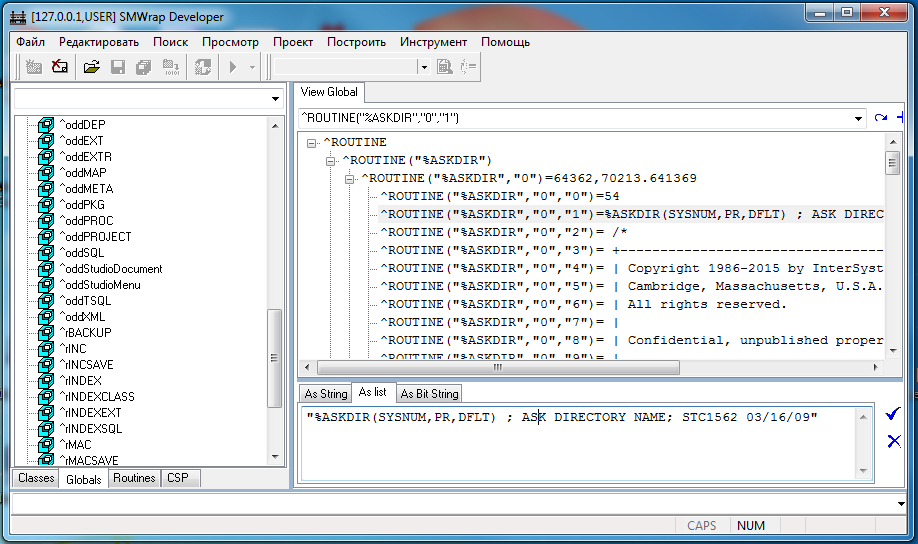 [127.0.0.1,USER] SMWrap Developer
Файл Редактировать Поиск Просмотр Проект Построить Инструмент Помощь
View Global
^ROUTINE("%ASKDIR","0","1")
^oddDEP
^oddEXT
^oddEXTR
^oddMAP
^oddMETA
^oddPKG
^oddPROC
^oddPROJECT
^oddSQL
^oddStudioDocument
^oddStudioMenu
^oddTSQL
^oddXML
^rBACKUP
^rINC
^rINCSAVE
^rINDEX
^rINDEXCLASS
^rINDEXEXT
^rINDEXSQL
^rMAC
^rMACSAVE
Classes Globals Routines CSP
^ROUTINE
^ROUTINE("%ASKDIR")
^ROUTINE("%ASKDIR","0")=64362,70213.641369
^ROUTINE("%ASKDIR","0","0")=54
^ROUTINE("%ASKDIR","0","1")=%ASKDIR(SYSNUM,PR,DFLT) ; ASK DIREC
^ROUTINE("%ASKDIR","0","2")= /*
^ROUTINE("%ASKDIR","0","3")= +---------------------------------
^ROUTINE("%ASKDIR","0","4")= | Copyright 1986-2015 by InterSyst
^ROUTINE("%ASKDIR","0","5")= | Cambridge, Massachusetts, U.S.A.
^ROUTINE("%ASKDIR","0","6")= | All rights reserved.
^ROUTINE("%ASKDIR","0","7")= |
^ROUTINE("%ASKDIR","0","8")= | Confidential, unpublished proper
^ROUTINE("%ASKDIR","0","9")= |
As String As list As Bit String
"%ASKDIR(SYSNUM,PR,DFLT) ; ASK DIRECTORY NAME; STC1562 03/16/09"
CAPS NUM